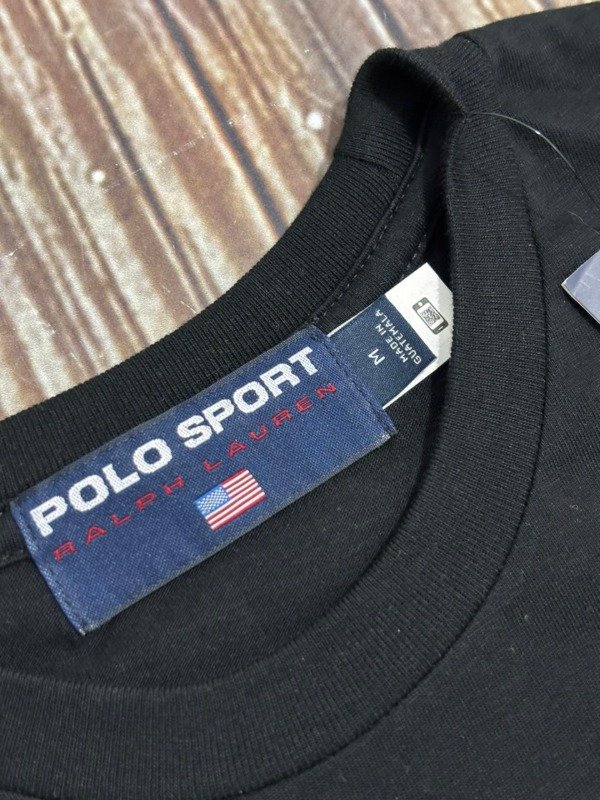 POLO SPORT
RALPH LAUREN
M
MADE IN
GUATEMALA